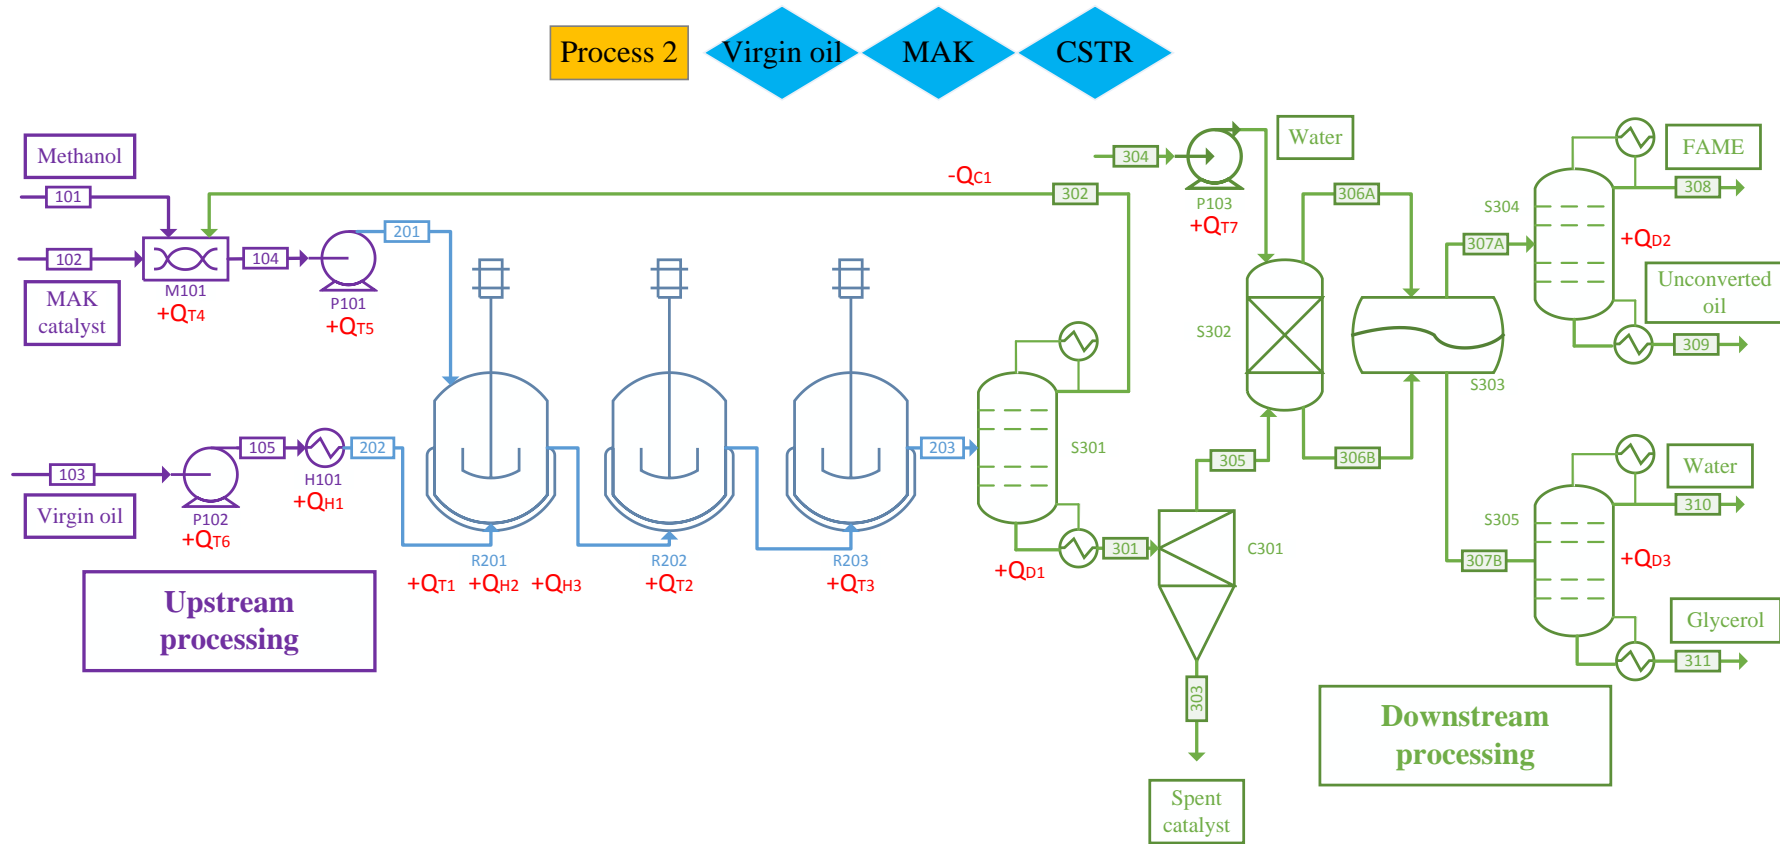 Process 2
Virgin oil
MAK
CSTR
Methanol
101
102
MAK
catalyst
M101
+QT4
104
P101
+QT5
201
103
Virgin oil
P102
+QT6
105
H101
+QH1
202
R201
+QT1
+QH2
+QH3
R202
+QT2
R203
+QT3
203
Upstream
processing
-QC1
302
S301
+QD1
301
C301
303
Spent
catalyst
304
P103
+QT7
Water
305
S302
306A
306B
S303
307A
307B
S304
+QD2
FAME
308
Unconverted
oil
309
S305
+QD3
Water
310
Glycerol
311
Downstream
processing